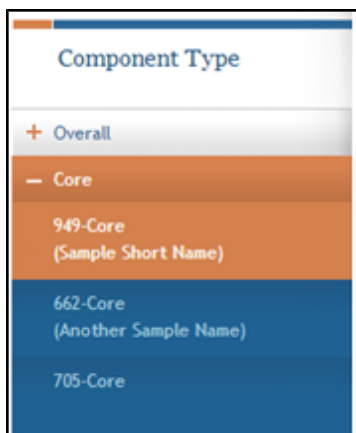 Component Type
+ Overall
– Core
949-Core
(Sample Short Name)
662-Core
(Another Sample Name)
705-Core